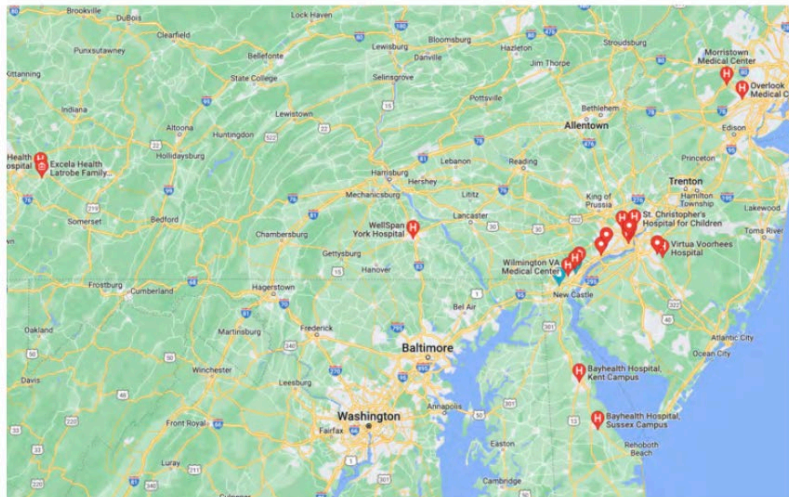 Brookville
DuBois
Clearfield
Lock Haven
Bloomsburg
Hazleton
Stroudsburg
Punxsutawney
Bellefonte
Lewisburg
Danville
Jim Thorpe
Morristown
Medical Center
Kittanning
State College
Selinsgrove
Overlook
Medical C
Indiana
Pottsville
Bethlehem
Altoona
Huntingdon
Lewistown
Allentown
Edison
Hollidaysburg
Health
ospital
Excela Health
Latrobe Family...
Harrisburg
Hershey
Lebanon
Reading
Princeton
Mechanicsburg
Lititz
King of
Prussia
Trenton
Hamilton
Township
Lakewood
Somerset
Bedford
Chambersburg
WellSpan
York Hospital
Lancaster
St. Christopher's
Hospital for Children
Toms River
Gettysburg
Hanover
Wilmington VA
Medical Center
Virtua Voorhees
Hospital
Frostburg
Cumberland
Hagerstown
New Castle
Bel Air
Oakland
Martinsburg
Frederick
Atlantic City
Ocean City
Baltimore
Davis
Winchester
Leesburg
Bayhealth Hospital,
Kent Campus
Front Royal
Washington
Fairfax
Annapolis
Bayhealth Hospital,
Sussex Campus
Luray
Easton
Rehoboth
Beach
Cambridge